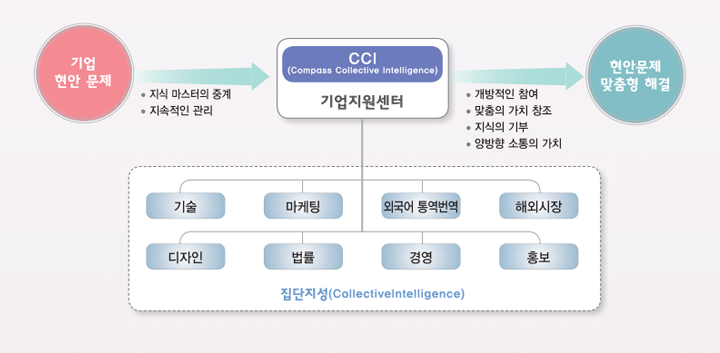 기업
현안 문제
• 지식 마스터의 중계
• 지속적인 관리
CCI
(Compass Collective Intelligence)
기업지원센터
• 개방적인 참여
• 맞춤의 가치 창조
• 지식의 기부
• 양방향 소통의 가치
현안문제
맞춤형 해결
기술
마케팅
외국어 통역번역
해외시장
디자인
법률
경영
홍보
집단지성(CollectiveIntelligence)